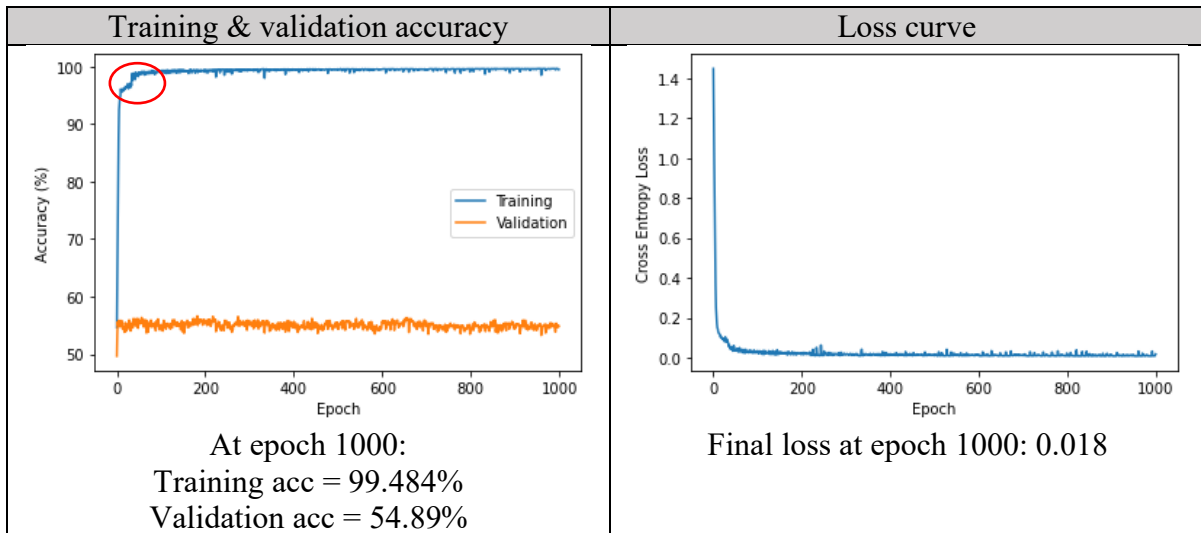 Training & validation accuracy
Loss curve
100
90
80
70
60
50
Accuracy (%)
Training
Validation
0
200
400
600
800
1000
Epoch
At epoch 1000:
Training acc = 99.484%
Validation acc = 54.89%
1.4
1.2
1.0
0.8
0.6
0.4
0.2
0.0
Cross Entropy Loss
0
200
400
600
800
1000
Epoch
Final loss at epoch 1000: 0.018